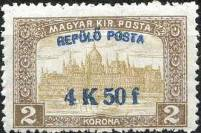 MAGYAR KIR. POSTA
REPÜLŐ POSTA
4 K 50 f
2 KORONA 2